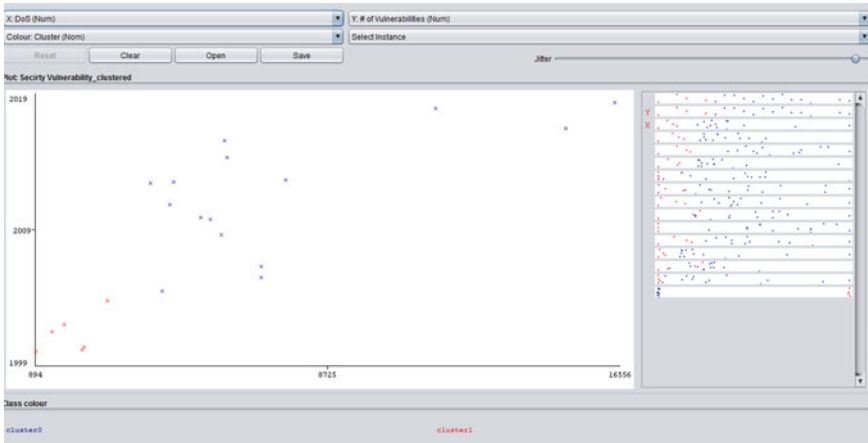 X: DoS (Num) Y: # of Vulnerabilities (Num)
Colour: Cluster (Nom) Select Instance
Reset Clear Open Save Jitter
Plot: Secirty Vulnerability_clustered
2019
2009
1999
894 8725 16556
Y
X
Class colour
cluster0 cluster1